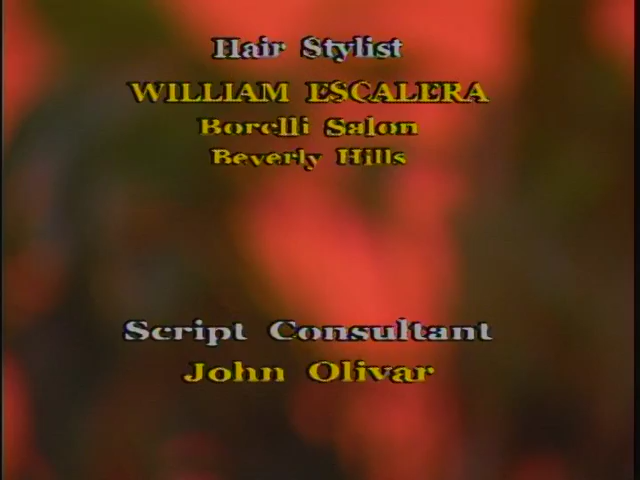 Hair Stylist
WILLIAM ESCALERA
Borelli Salon
Beverly Hills
Script Consultant
John Olivar